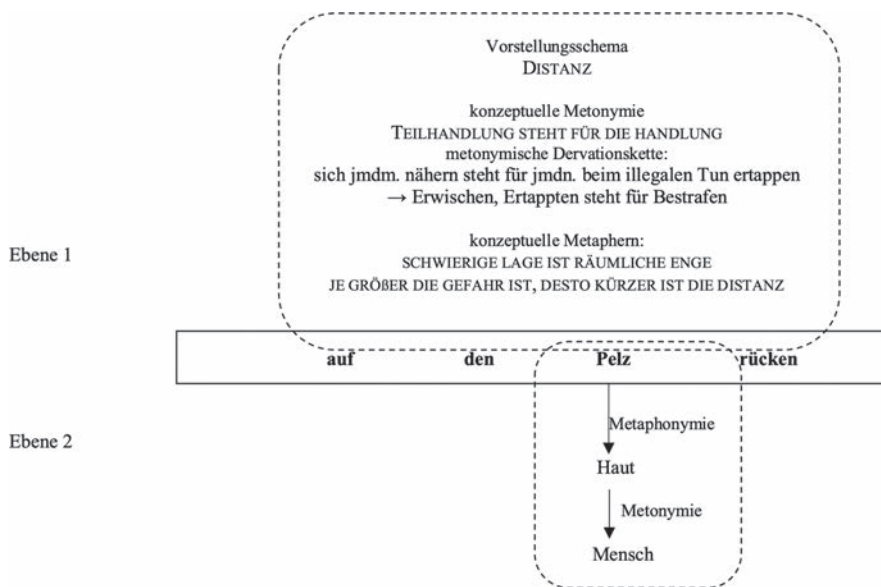 Vorstellungsschema
DISTANZ
konzeptuelle Metonymie
TEILHANDLUNG STEHT FÜR DIE HANDLUNG
metonymische Dervationskette:
sich jmdm. nähern steht für jmdn. beim illegalen Tun ertappen
→ Erwischen, Ertappten steht für Bestrafen
konzeptuelle Metaphern:
Ebene 1
SCHWIERIGE LAGE IST RÄUMLICHE ENGE
JE GRÖßER DIE GEFAHR IST, DESTO KÜRZER IST DIE DISTANZ
auf den Pelz rücken
Metaphonymie
Ebene 2
Haut
Metonymie
Mensch